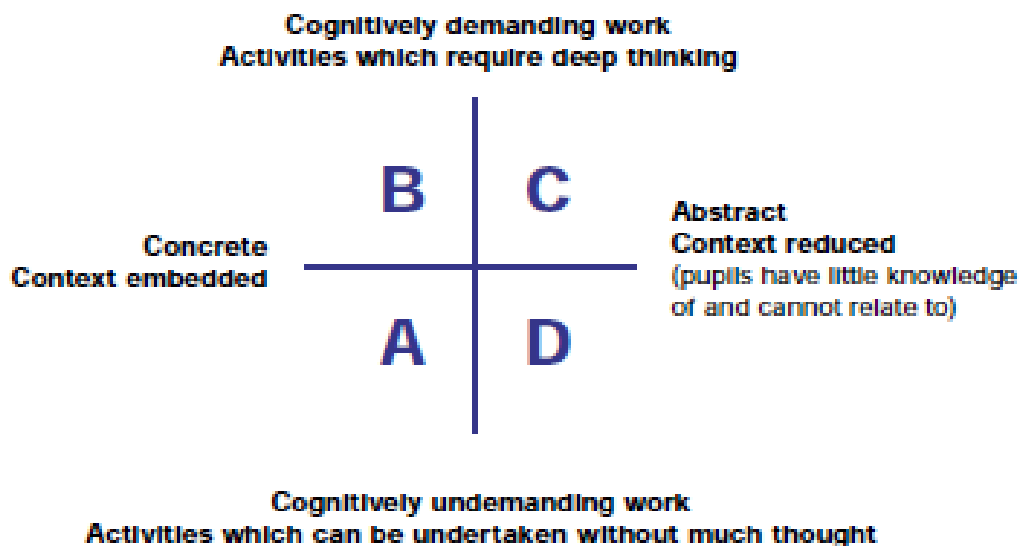 Cognitively demanding work
Activities which require deep thinking
B C
Abstract
Context reduced
(pupils have little knowledge
of and cannot relate to)
Concrete
Context embedded
A D
Cognitively undemanding work
Activities which can be undertaken without much thought